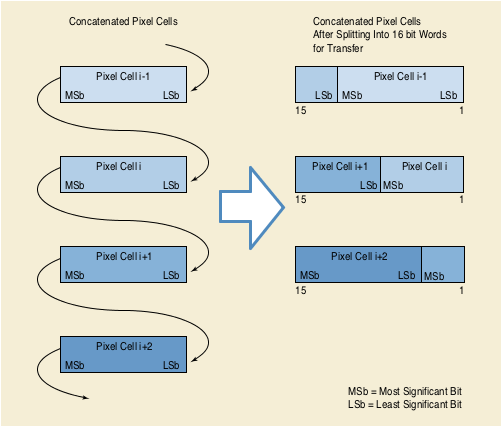 Concatenated Pixel Cells
Pixel Cell i-1
MSb LSb
Pixel Cell i
MSb LSb
Pixel Cell i+1
MSb LSb
Pixel Cell i+2
MSb LSb
Concatenated Pixel Cells
After Splitting Into 16 bit Words
for Transfer
Pixel Cell i-1
LSb MSb LSb
15 1
Pixel Cell i+1 Pixel Cell i
LSb MSb
15 1
Pixel Cell i+2
MSb LSb MSb
15 1
MSb = Most Significant Bit
LSb = Least Significant Bit